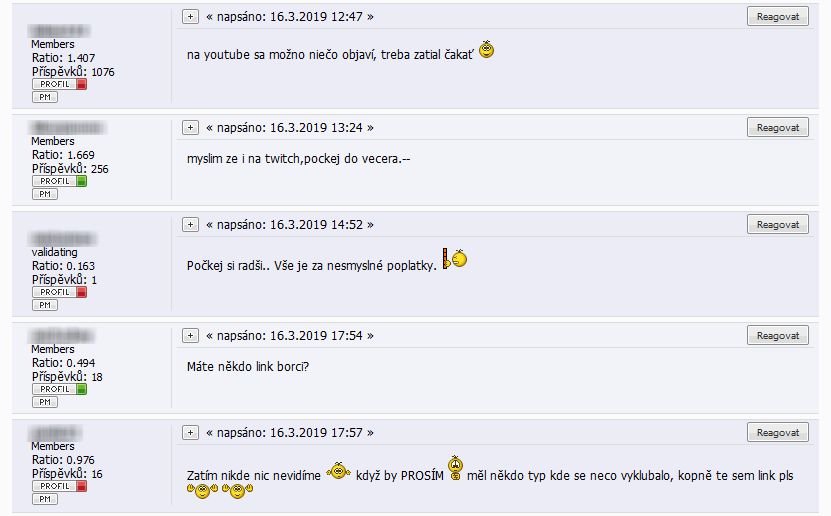 + « napsáno: 16.3.2019 12:47 » Reagovat
Members
Ratio: 1.407
Příspěvků: 1076
PROFIL
PM
na youtube sa možno niečo objaví, treba zatial čakať
+ « napsáno: 16.3.2019 13:24 » Reagovat
Members
Ratio: 1.669
Příspěvků: 256
PROFIL
PM
myslim ze i na twitch,pockej do vecera.--
+ « napsáno: 16.3.2019 14:52 » Reagovat
validating
Ratio: 0.163
Příspěvků: 1
PROFIL
PM
Počkej si radši.. Vše je za nesmyslné poplatky.
+ « napsáno: 16.3.2019 17:54 » Reagovat
Members
Ratio: 0.494
Příspěvků: 18
PROFIL
PM
Máte někdo link borci?
+ « napsáno: 16.3.2019 17:57 » Reagovat
Members
Ratio: 0.976
Příspěvků: 16
PROFIL
PM
Zatím nikde nic nevidíme když by PROSÍM měl někdo typ kde se neco vyklubalo, kopně te sem link pls